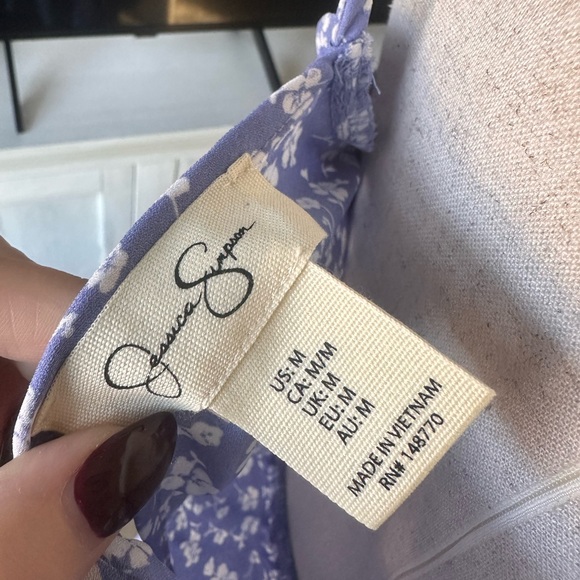 Jessica Simpson
US: M
CA: M/M
UK: M
EU: M
AU: M
MADE IN VIETNAM
RN# 148770